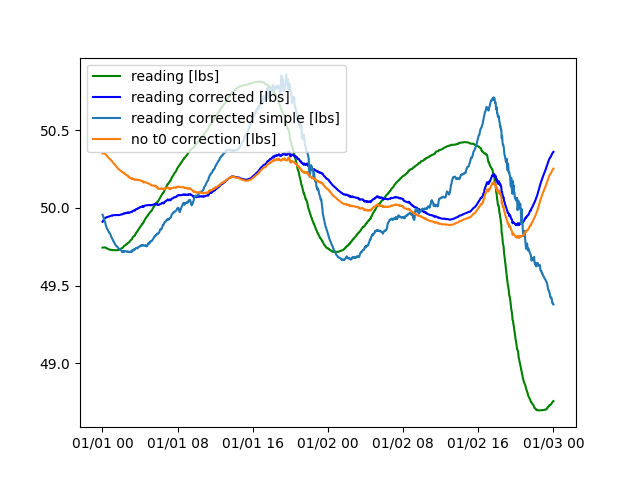 reading [lbs]
reading corrected [lbs]
reading corrected simple [lbs]
no t0 correction [lbs]
50.5
50.0
49.5
49.0
01/01 00 01/01 08 01/01 16 01/02 00 01/02 08 01/02 16 01/03 00